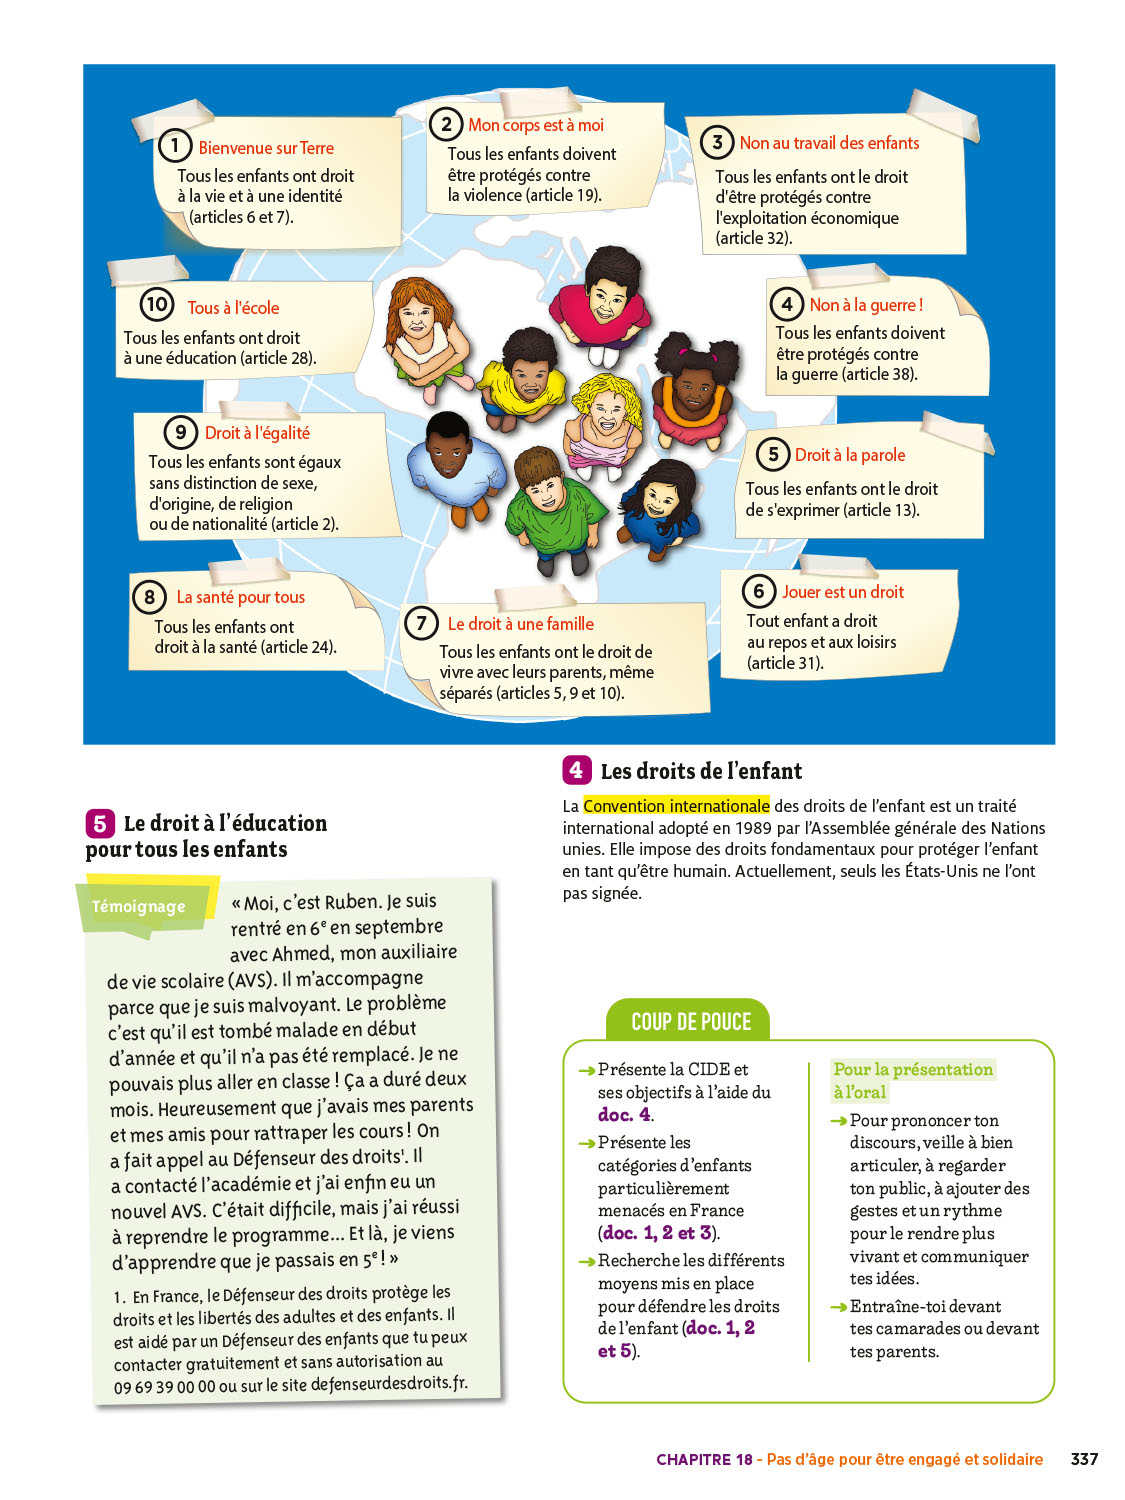 1 Bienvenue sur Terre
Tous les enfants ont droit
à la vie et à une identité
(articles 6 et 7).
2 Mon corps est à moi
Tous les enfants doivent
être protégés contre
la violence (article 19).
3 Non au travail des enfants
Tous les enfants ont le droit
d'être protégés contre
l'exploitation économique
(article 32).
4 Non à la guerre !
Tous les enfants doivent
être protégés contre
la guerre (article 38).
5 Droit à la parole
Tous les enfants ont le droit
de s'exprimer (article 13).
6 Jouer est un droit
Tout enfant a droit
au repos et aux loisirs
(article 31).
7 Le droit à une famille
Tous les enfants ont le droit de
vivre avec leurs parents, même
séparés (articles 5, 9 et 10).
8 La santé pour tous
Tous les enfants ont
droit à la santé (article 24).
9 Droit à l'égalité
Tous les enfants sont égaux
sans distinction de sexe,
d'origine, de religion
ou de nationalité (article 2).
10 Tous à l'école
Tous les enfants ont droit
à une éducation (article 28).
4 Les droits de l'enfant
La Convention internationale des droits de l'enfant est un traité
international adopté en 1989 par l'Assemblée générale des Nations
unies. Elle impose des droits fondamentaux pour protéger l'enfant
en tant qu'être humain. Actuellement, seuls les États-Unis ne l'ont
pas signée.
5 Le droit à l'éducation
pour tous les enfants
Témoignage
« Moi, c'est Ruben. Je suis
rentré en 6e en septembre
avec Ahmed, mon auxiliaire
de vie scolaire (AVS). Il m'accompagne
parce que je suis malvoyant. Le problème
c'est qu'il est tombé malade en début
d'année et qu'il n'a pas été remplacé. Je ne
pouvais plus aller en classe ! Ça a duré deux
mois. Heureusement que j'avais mes parents
et mes amis pour rattraper les cours ! On
a fait appel au Défenseur des droits¹. Il
a contacté l'académie et j'ai enfin eu un
nouvel AVS. C'était difficile, mais j'ai réussi
à reprendre le programme... Et là, je viens
d'apprendre que je passais en 5e ! »
1. En France, le Défenseur des droits protège les
droits et les libertés des adultes et des enfants. Il
est aidé par un Défenseur des enfants que tu peux
contacter gratuitement et sans autorisation au
09 69 39 00 00 ou sur le site defenseurdesdroits.fr.
COUP DE POUCE
➔ Présente la CIDE et
ses objectifs à l'aide du
doc. 4.
➔ Présente les
catégories d'enfants
particulièrement
menacés en France
(doc. 1, 2 et 3).
➔ Recherche les différents
moyens mis en place
pour défendre les droits
de l'enfant (doc. 1, 2
et 5).
Pour la présentation
à l'oral
➔ Pour prononcer ton
discours, veille à bien
articuler, à regarder
ton public, à ajouter des
gestes et un rythme
pour le rendre plus
vivant et communiquer
tes idées.
➔ Entraîne-toi devant
tes camarades ou devant
tes parents.
CHAPITRE 18 - Pas d'âge pour être engagé et solidaire 337